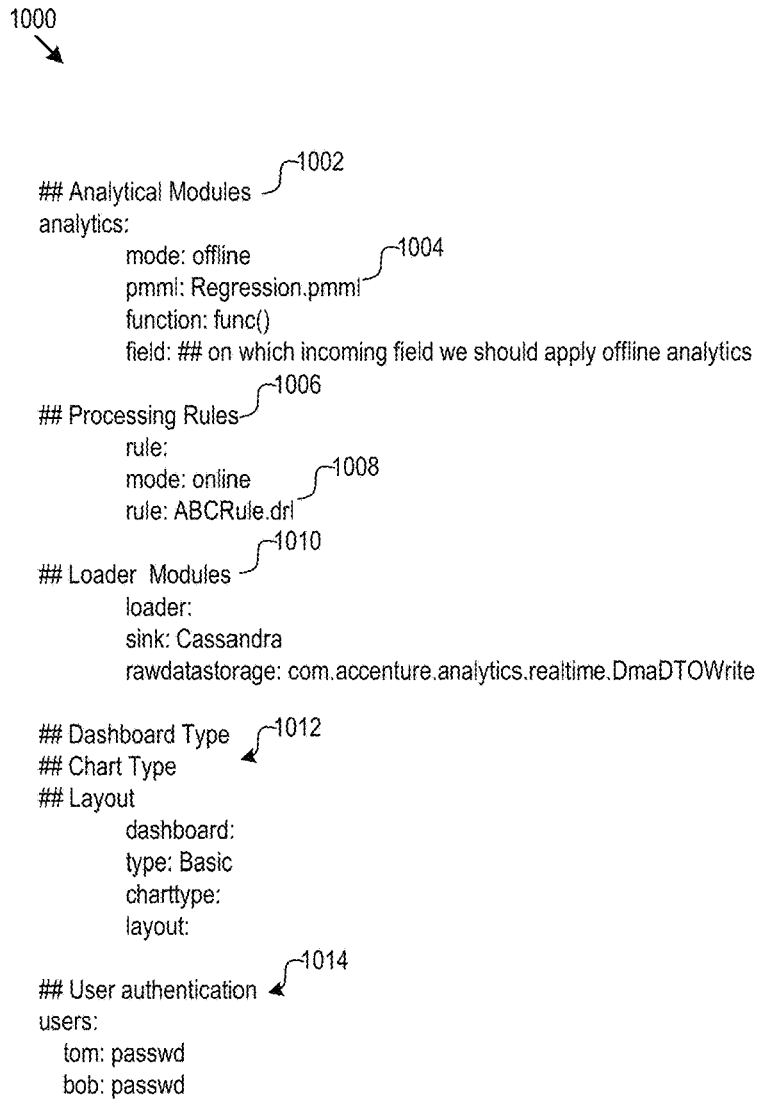 1000
1002
## Analytical Modules
analytics:
mode: offline
1004
pmml: Regression.pmml
function: func()
field: ## on which incoming field we should apply offline analytics
1006
## Processing Rules
rule:
mode: online
1008
rule: ABCRule.drl
1010
## Loader Modules
loader:
sink: Cassandra
rawdatastorage: com.accenture.analytics.realtime.DmaDTOWrite
## Dashboard Type
1012
## Chart Type
## Layout
dashboard:
type: Basic
charttype:
layout:
1014
## User authentication
users:
tom: passwd
bob: passwd